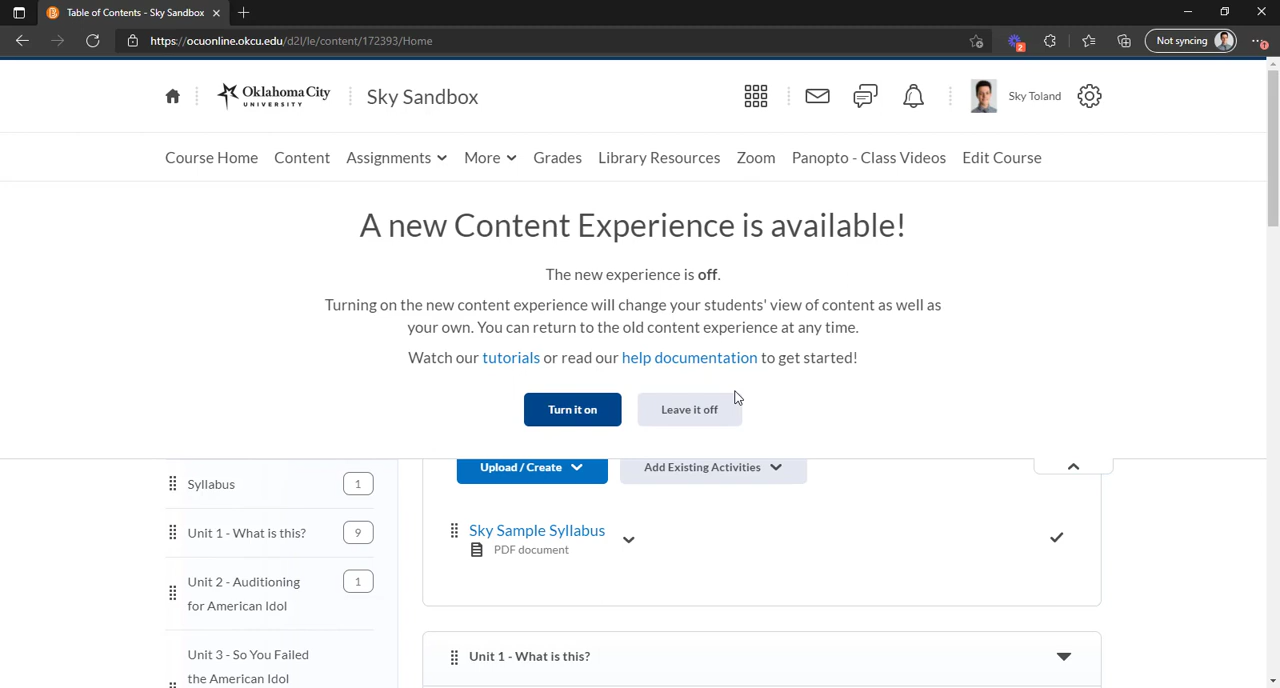 Table of Contents - Sky Sandbox
https://ocuonline.okcu.edu/d2l/le/content/172393/Home
2
Not syncing
Oklahoma City
UNIVERSITY
Sky Sandbox
Sky Toland
Course Home
Content
Assignments
More
Grades
Library Resources
Zoom
Panopto - Class Videos
Edit Course
A new Content Experience is available!
The new experience is off.
Turning on the new content experience will change your students' view of content as well as
your own. You can return to the old content experience at any time.
Watch our tutorials or read our help documentation to get started!
Turn it on
Leave it off
Upload / Create
Add Existing Activities
Syllabus
1
Unit 1 - What is this?
9
Unit 2 - Auditioning
for American Idol
1
Unit 3 - So You Failed
the American Idol
Sky Sample Syllabus
PDF document
Unit 1 - What is this?